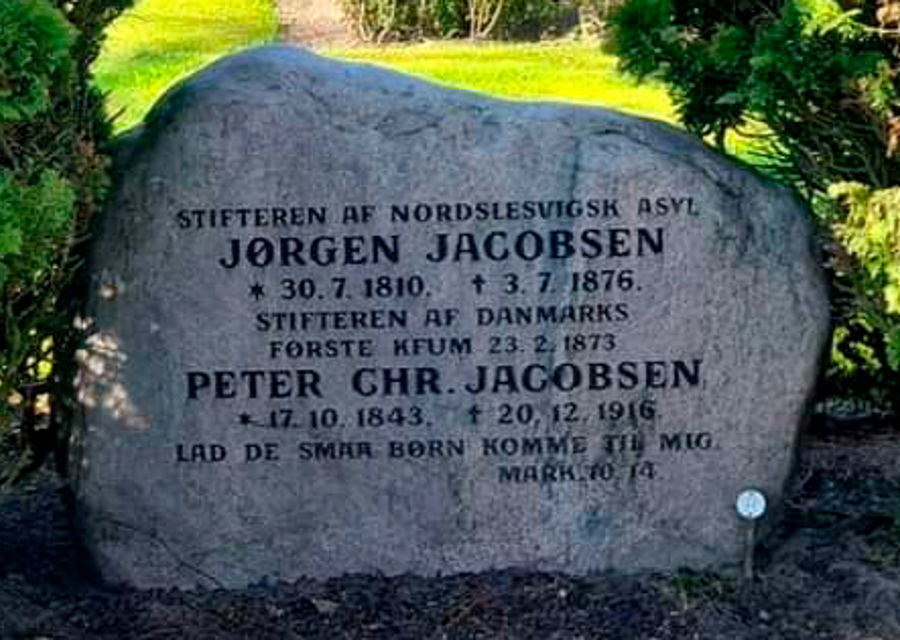 STIFTEREN AF NORDSLESVIGSK ASYL
JØRGEN JACOBSEN
* 30. 7. 1810. † 3. 7. 1876.
STIFTEREN AF DANMARKS
FØRSTE KFUM 23. 2. 1873
PETER CHR. JACOBSEN
* 17. 10. 1843. † 20. 12. 1916.
LAD DE SMAA BØRN KOMME TIL MIG.
MARK. 10. 14.